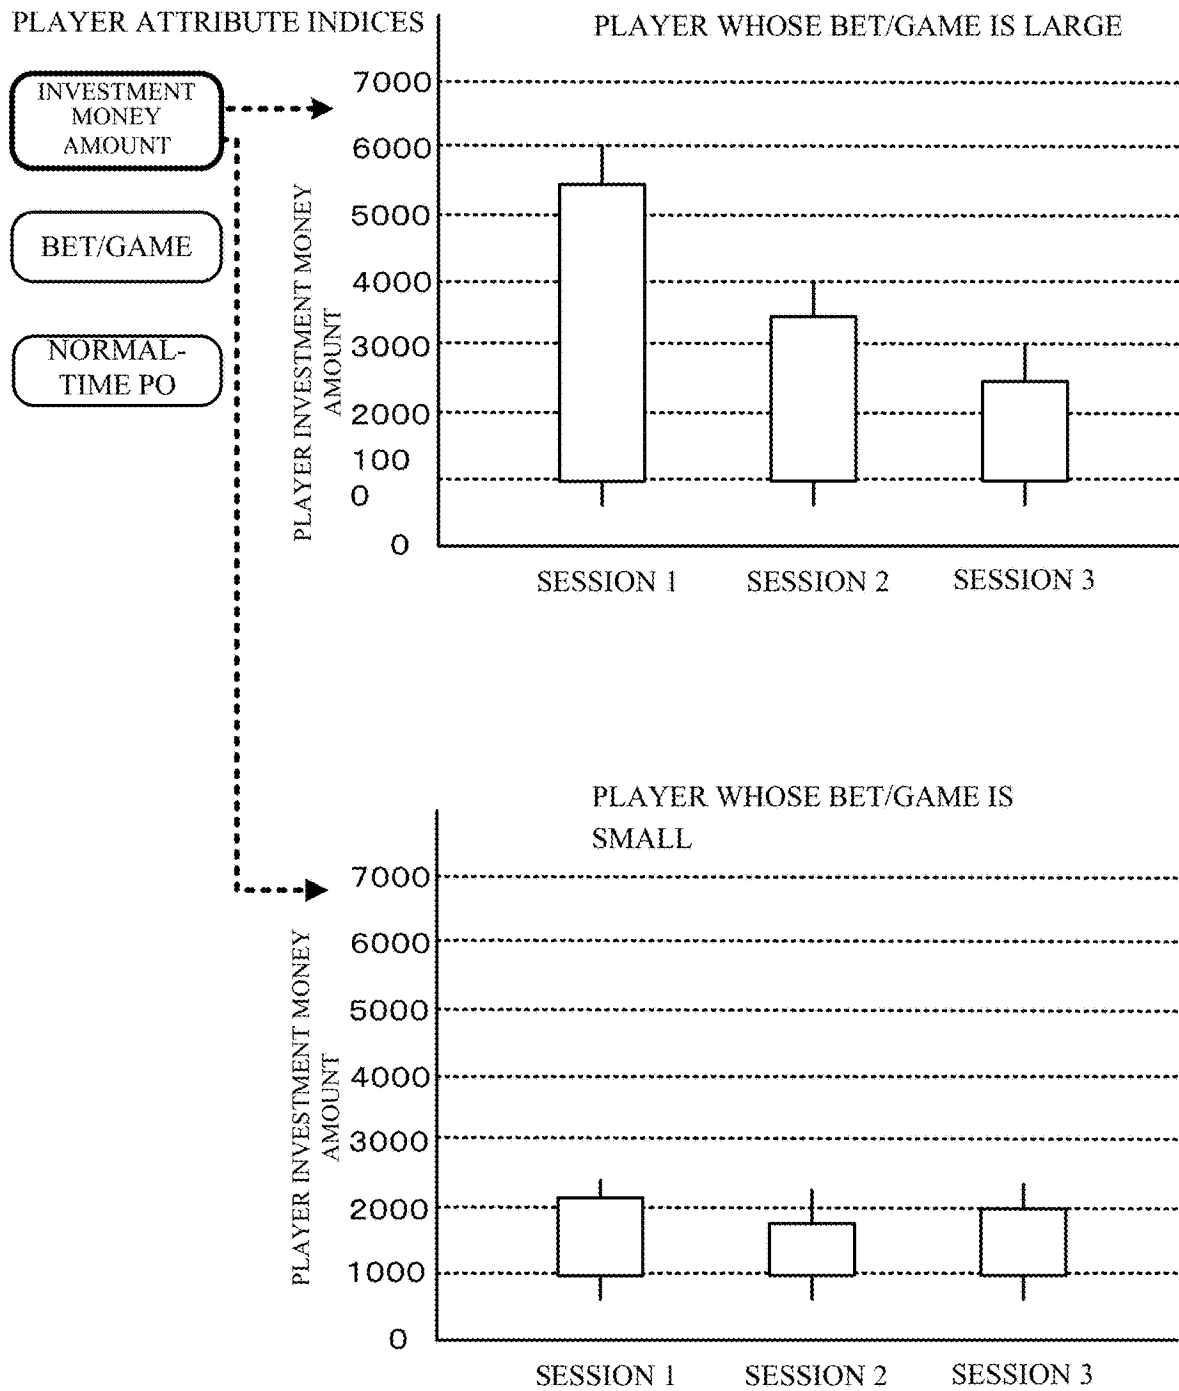 PLAYER ATTRIBUTE INDICES
INVESTMENT
MONEY
AMOUNT
BET/GAME
NORMAL-
TIME PO
PLAYER WHOSE BET/GAME IS LARGE
PLAYER INVESTMENT MONEY
AMOUNT
7000
6000
5000
4000
3000
2000
100
0
0
SESSION 1
SESSION 2
SESSION 3
PLAYER WHOSE BET/GAME IS
SMALL
PLAYER INVESTMENT MONEY
AMOUNT
7000
6000
5000
4000
3000
2000
1000
0
SESSION 1
SESSION 2
SESSION 3